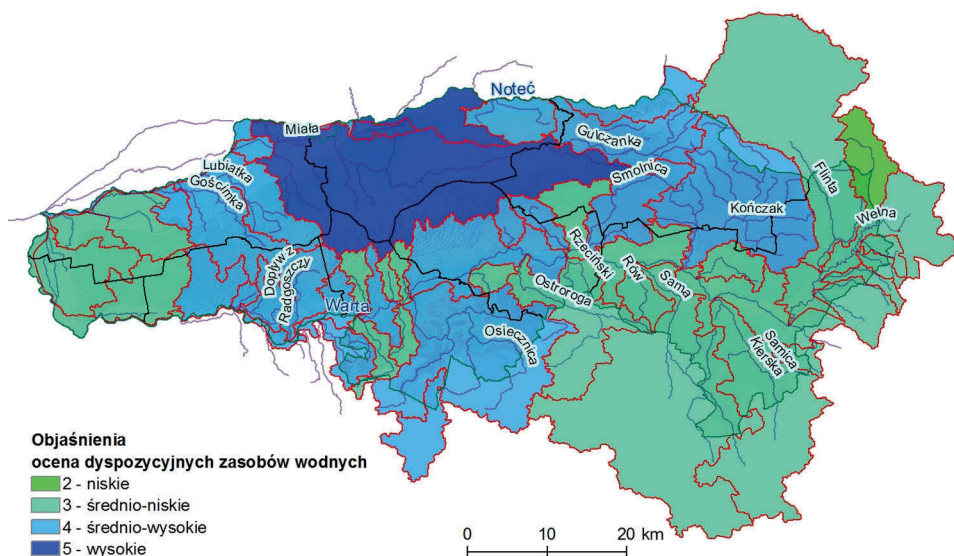 Noteć
Miała
Gulczanka
Lubiatka
Gościmka
Smolnica
Flinta
Kończak
Wełna
Dopływ z
Radgoszczy
Rzeciński
Rów
Sama
Ostroroga
Warta
Osiecznica
Samica
Kierska
Objaśnienia
ocena dyspozycyjnych zasobów wodnych
2 - niskie
3 - średnio-niskie
4 - średnio-wysokie
5 - wysokie
0 10 20 km